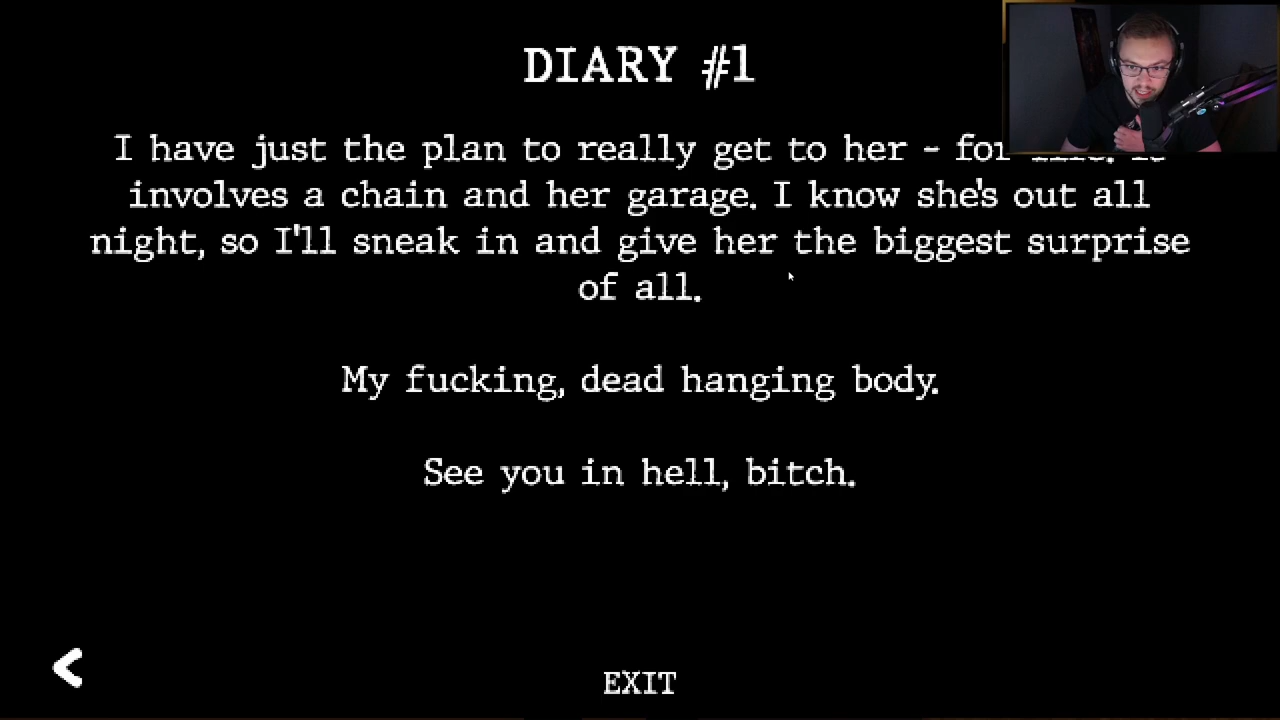 DIARY #1
I have just the plan to really get to her - for
involves a chain and her garage. I know she's out all
night, so I'll sneak in and give her the biggest surprise
of all.
My fucking, dead hanging body.
See you in hell, bitch.
<
EXIT